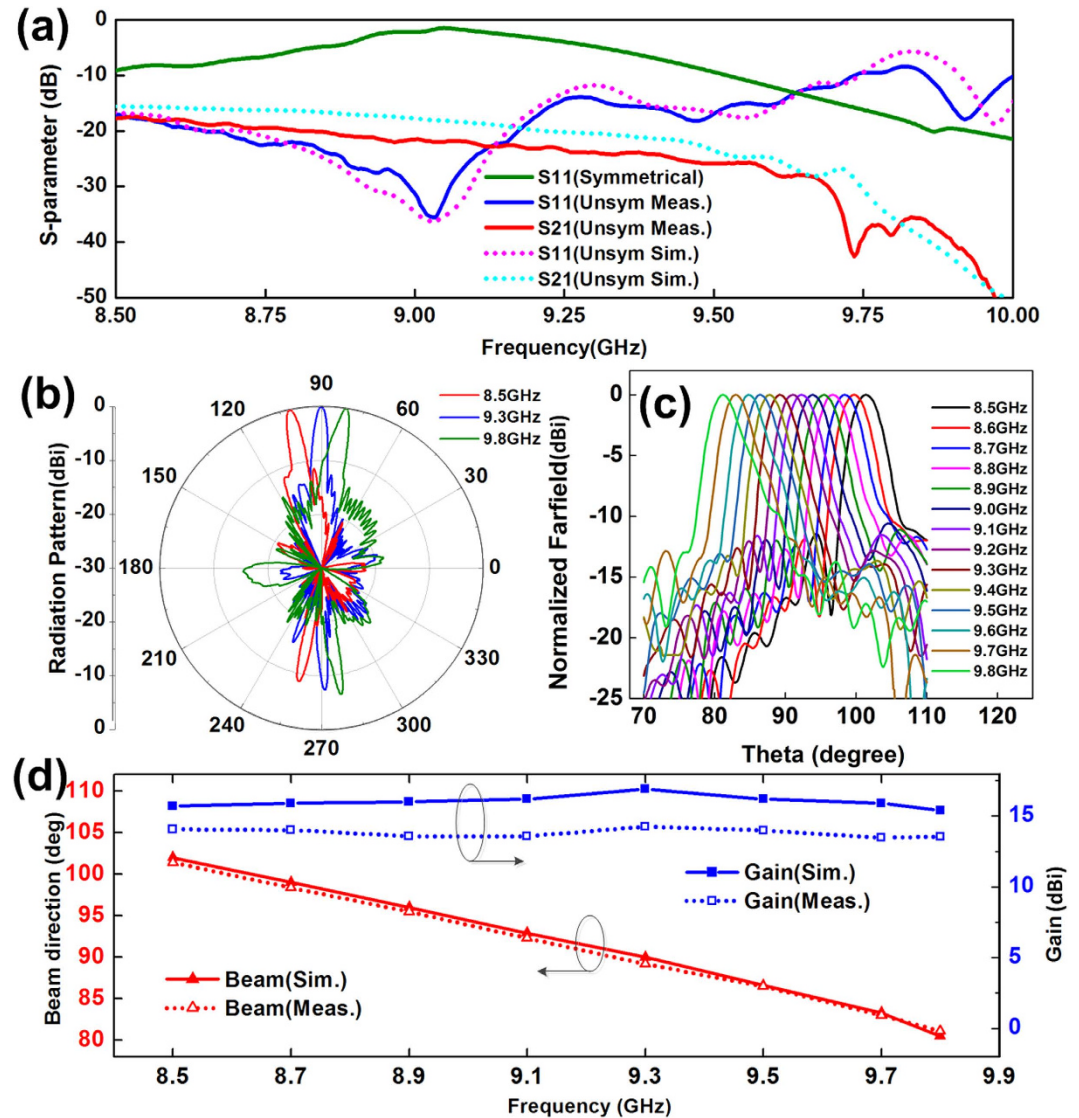 (a)
0
-10
-20
-30
-40
-50
S-parameter (dB)
S11(Symmetrical)
S11(Unsym Meas.)
S21(Unsym Meas.)
S11(Unsym Sim.)
S21(Unsym Sim.)
8.50 8.75 9.00 9.25 9.50 9.75 10.00
Frequency(GHz)
(b)
0
-10
-20
-30
-20
-10
0
Radiation Pattern(dBi)
90
120 60
150 30
180 0
210 330
240 300
270
8.5GHz
9.3GHz
9.8GHz
(c)
0
-5
-10
-15
-20
-25
Normalized Farfield(dBi)
8.5GHz
8.6GHz
8.7GHz
8.8GHz
8.9GHz
9.0GHz
9.1GHz
9.2GHz
9.3GHz
9.4GHz
9.5GHz
9.6GHz
9.7GHz
9.8GHz
70 80 90 100 110 120
Theta (degree)
(d)
110
105
100
95
90
85
80
Beam direction (deg)
Gain(Sim.)
Gain(Meas.)
Beam(Sim.)
Beam(Meas.)
15
10
5
0
Gain (dBi)
8.5 8.7 8.9 9.1 9.3 9.5 9.7 9.9
Frequency (GHz)